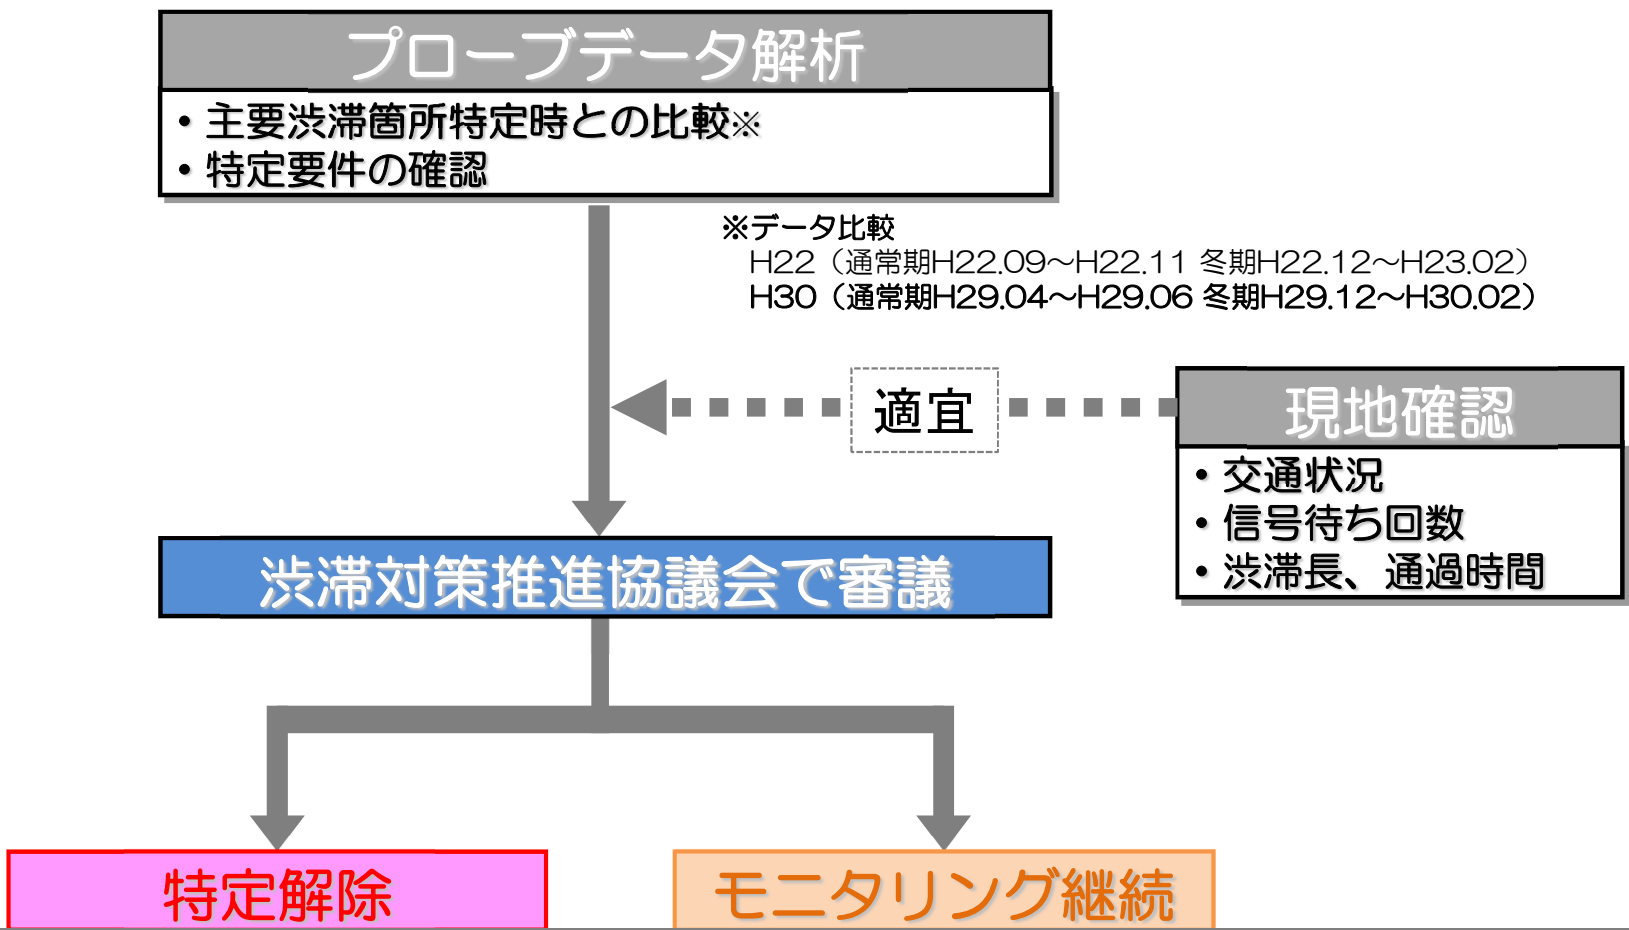 プローブデータ解析
・主要渋滞箇所特定時との比較※
・特定要件の確認
※データ比較
H22（通常期H22.09～H22.11 冬期H22.12～H23.02）
H30（通常期H29.04～H29.06 冬期H29.12～H30.02）
適宜
現地確認
・交通状況
・信号待ち回数
・渋滞長、通過時間
渋滞対策推進協議会で審議
特定解除
モニタリング継続